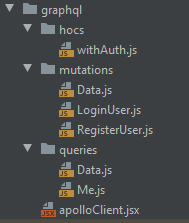 graphql
hocs
withAuth.js
mutations
Data.js
LoginUser.js
RegisterUser.js
queries
Data.js
Me.js
apolloClient.jsx